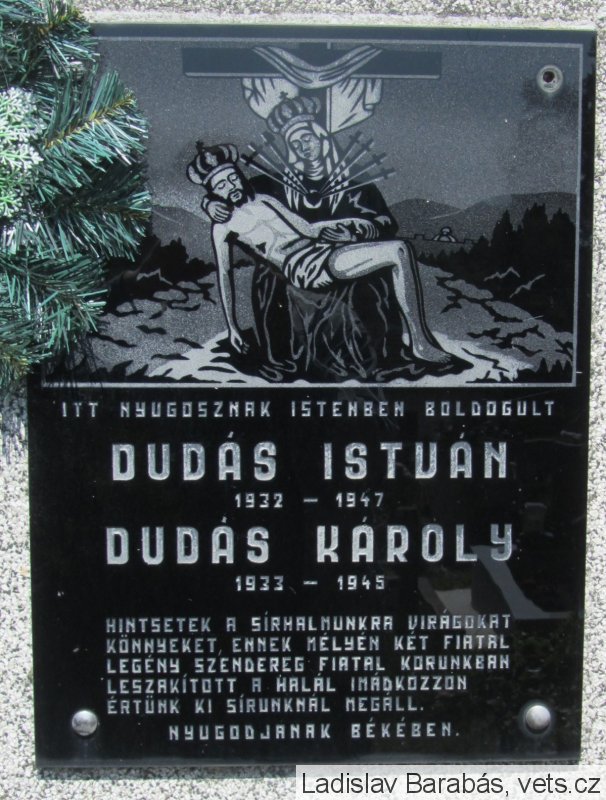 ITT NYUGOSZNAK ISTENBEN BOLDOGULT
DUDÁS ISTVÁN
1932 – 1947
DUDÁS KÁROLY
1933 – 1945
HINTSETEK A SÍRHALMUNKRA VIRÁGOKAT
KÖNNYEKET, ENNEK MÉLYÉN KÉT FIATAL
LEGÉNY SZENDEREG FIATAL KORUNKBAN
LESZAKÍTOTT A HALÁL IMÁDKOZZON
ÉRTÜNK KI SÍRUNKNÁL MEGÁLL.
NYUGODJANAK BÉKÉBEN.
Ladislav Barabás, vets.cz